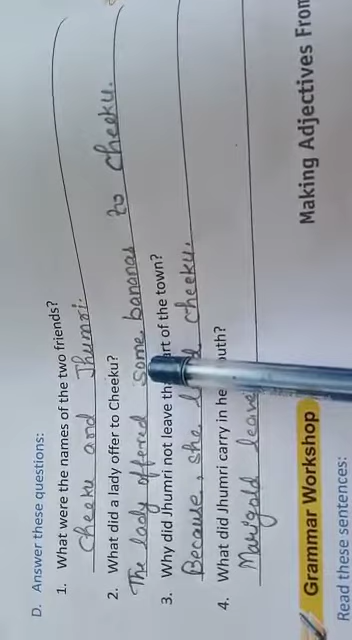 D. Answer these questions:
1. What were the names of the two friends?
Cheeku and Jhumri.
2. What did a lady offer to Cheeku?
The lady offered some bananas to cheeku.
3. Why did Jhumri not leave the part of the town?
Because, she cheeku.
4. What did Jhumri carry in her mouth?
Marigold leave
Grammar Workshop
Making Adjectives From
Read these sentences: